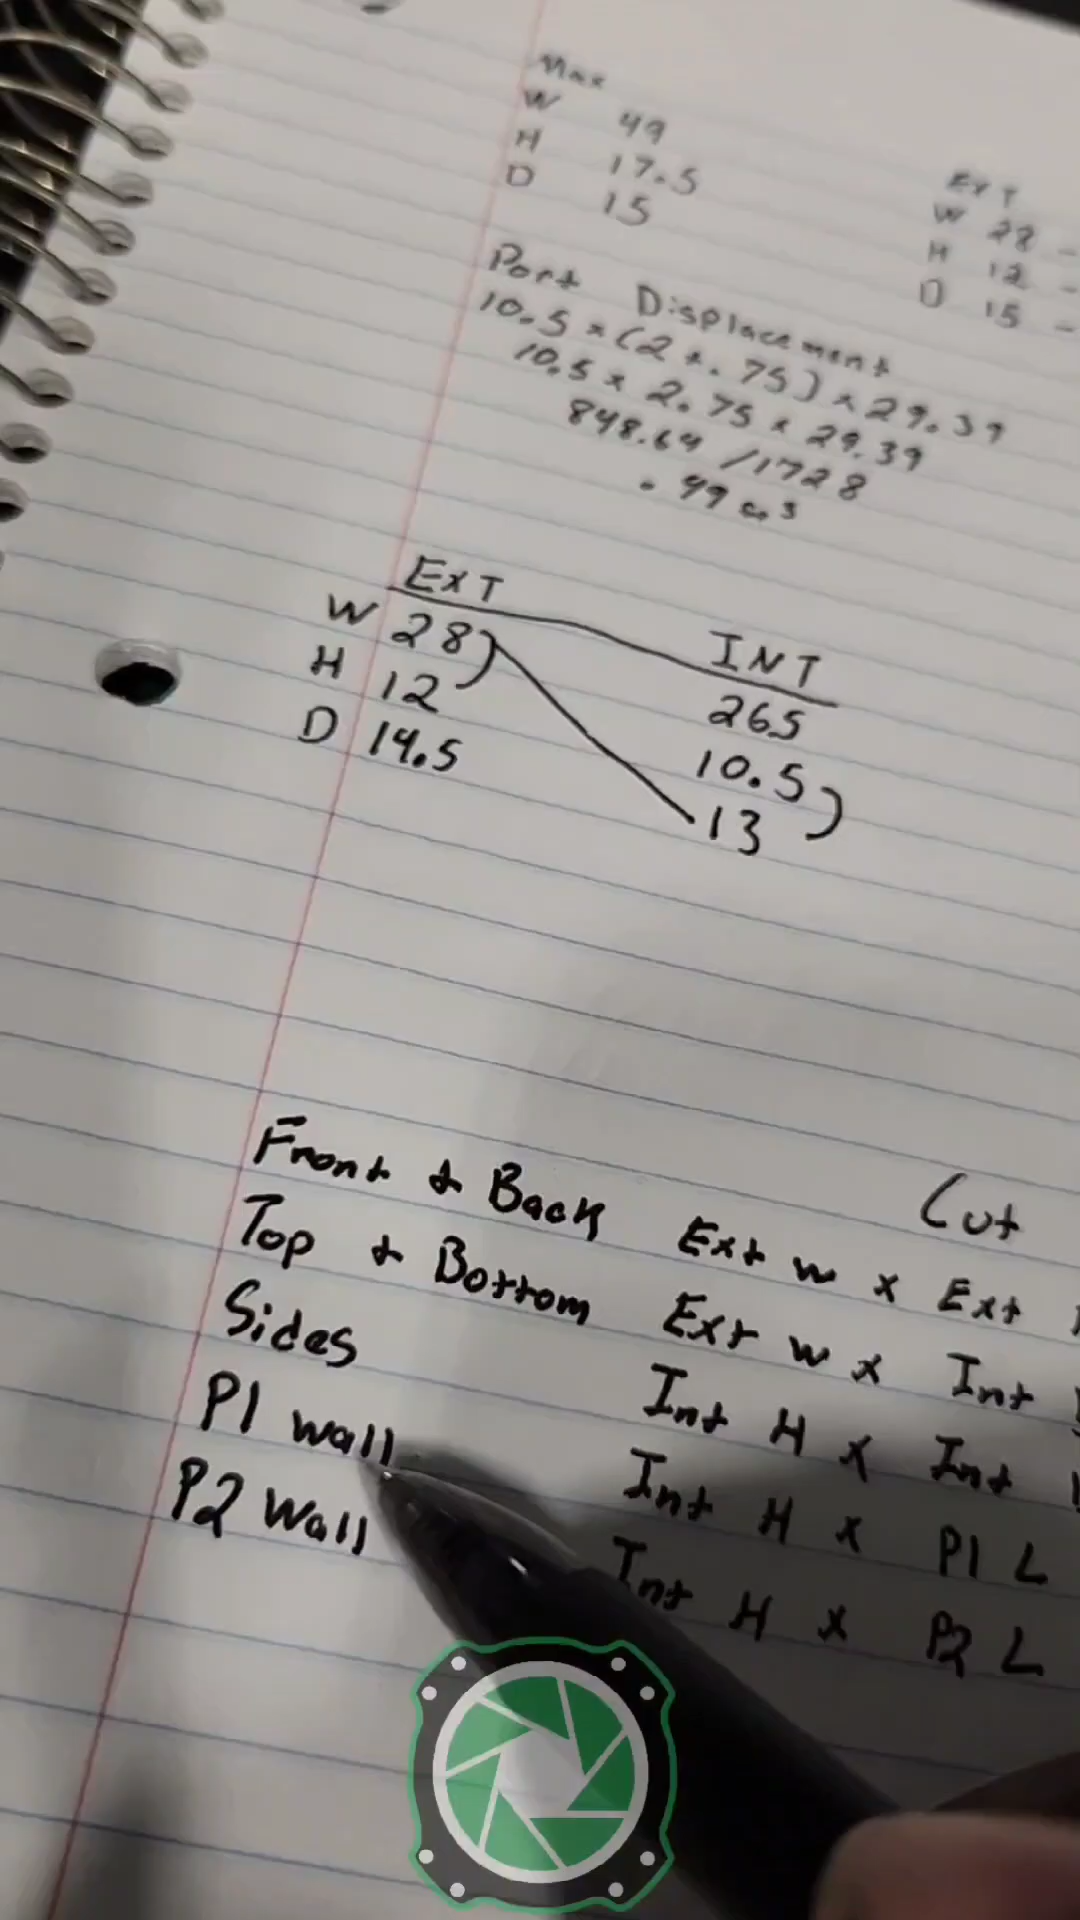 Max
W 49
H 17.5
D 15
EXT
W 28 -
H 12 -
D 15 -
Port Displacement
10.5 x (2 + .75) x 29.39
10.5 x 2.75 x 29.39
848.64 / 1728
.49
EXT INT
W 28) 26.5
H 12 10.5)
D 14.5 13
Cut
Front + Back Ext W x Ext
Top + Bottom Ext W x Int
Sides Int H x Int
P1 Wall Int H x P1 L
P2 Wall Int H x P2 L